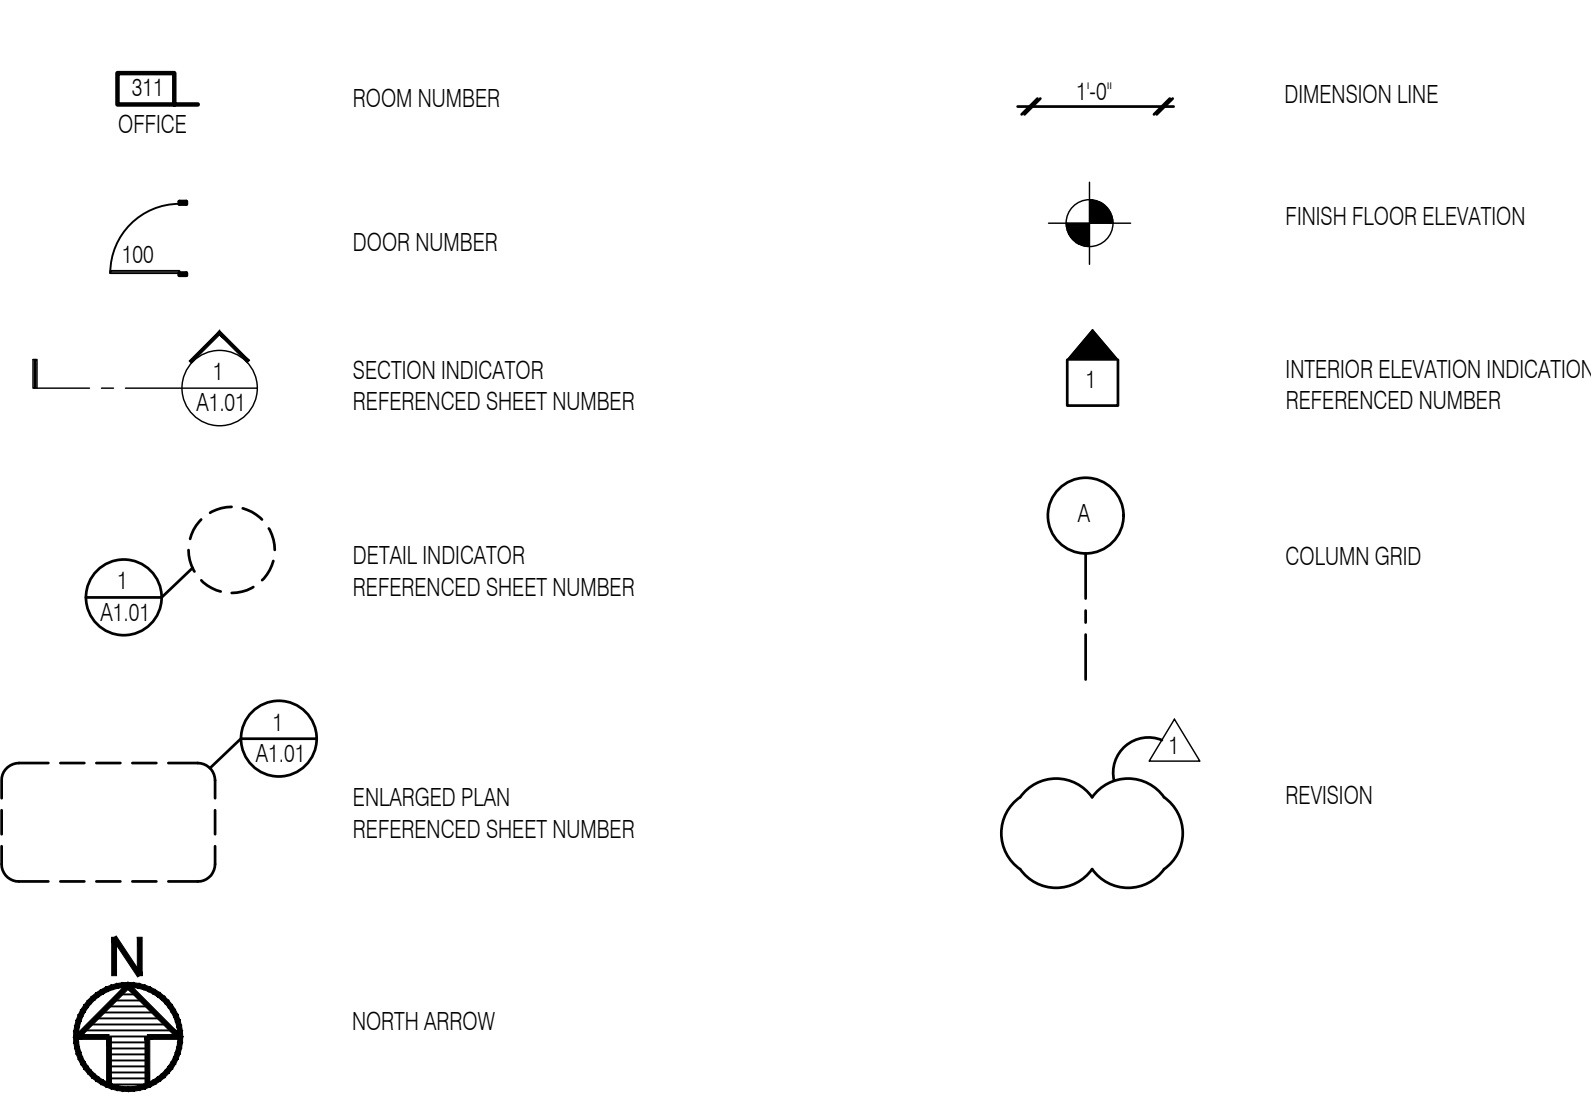 311
OFFICE
ROOM NUMBER
100
DOOR NUMBER
1
A1.01
SECTION INDICATOR
REFERENCED SHEET NUMBER
1
A1.01
DETAIL INDICATOR
REFERENCED SHEET NUMBER
1
A1.01
ENLARGED PLAN
REFERENCED SHEET NUMBER
N
NORTH ARROW
1'-0"
DIMENSION LINE
FINISH FLOOR ELEVATION
1
INTERIOR ELEVATION INDICATION
REFERENCED NUMBER
A
COLUMN GRID
1
REVISION